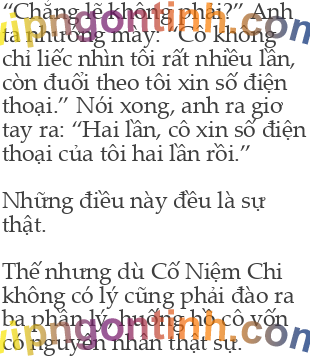 “Chẳng lẽ không phải?” Anh
ta nhướng mày: “Cô không
chỉ liếc nhìn tôi rất nhiều lần,
còn đuổi theo tôi xin số điện
thoại.” Nói xong, anh ra giơ
tay ra: “Hai lần, cô xin số điện
thoại của tôi hai lần rồi.”
Những điều này đều là sự
thật.
Thế nhưng dù Cố Niệm Chi
không có lý cũng phải đào ra
ba phần lý, huống hồ cô vốn
có nguyên nhân thật sự.
vipngontinh.com
vipngontinh.com